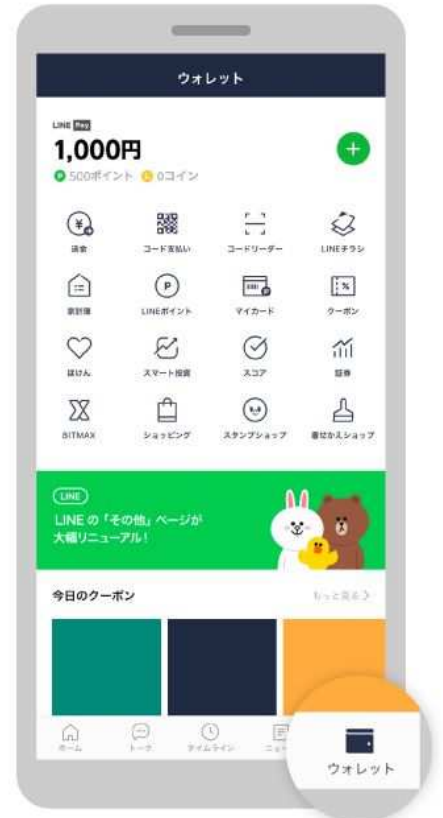 ウォレット
LINE Pay
1,000円
P 500ポイント 0コイン
送金
コード支払い
コードリーダー
LINEチラシ
家計簿
LINEポイント
マイカード
クーポン
ほけん
スマート投資
スコア
証券
BITMAX
ショッピング
スタンプショップ
着せかえショップ
LINE
LINE の「その他」ページが
大幅リニューアル!
今日のクーポン
もっと見る >
ホーム
トーク
タイムライン
ニュー
ウォレット